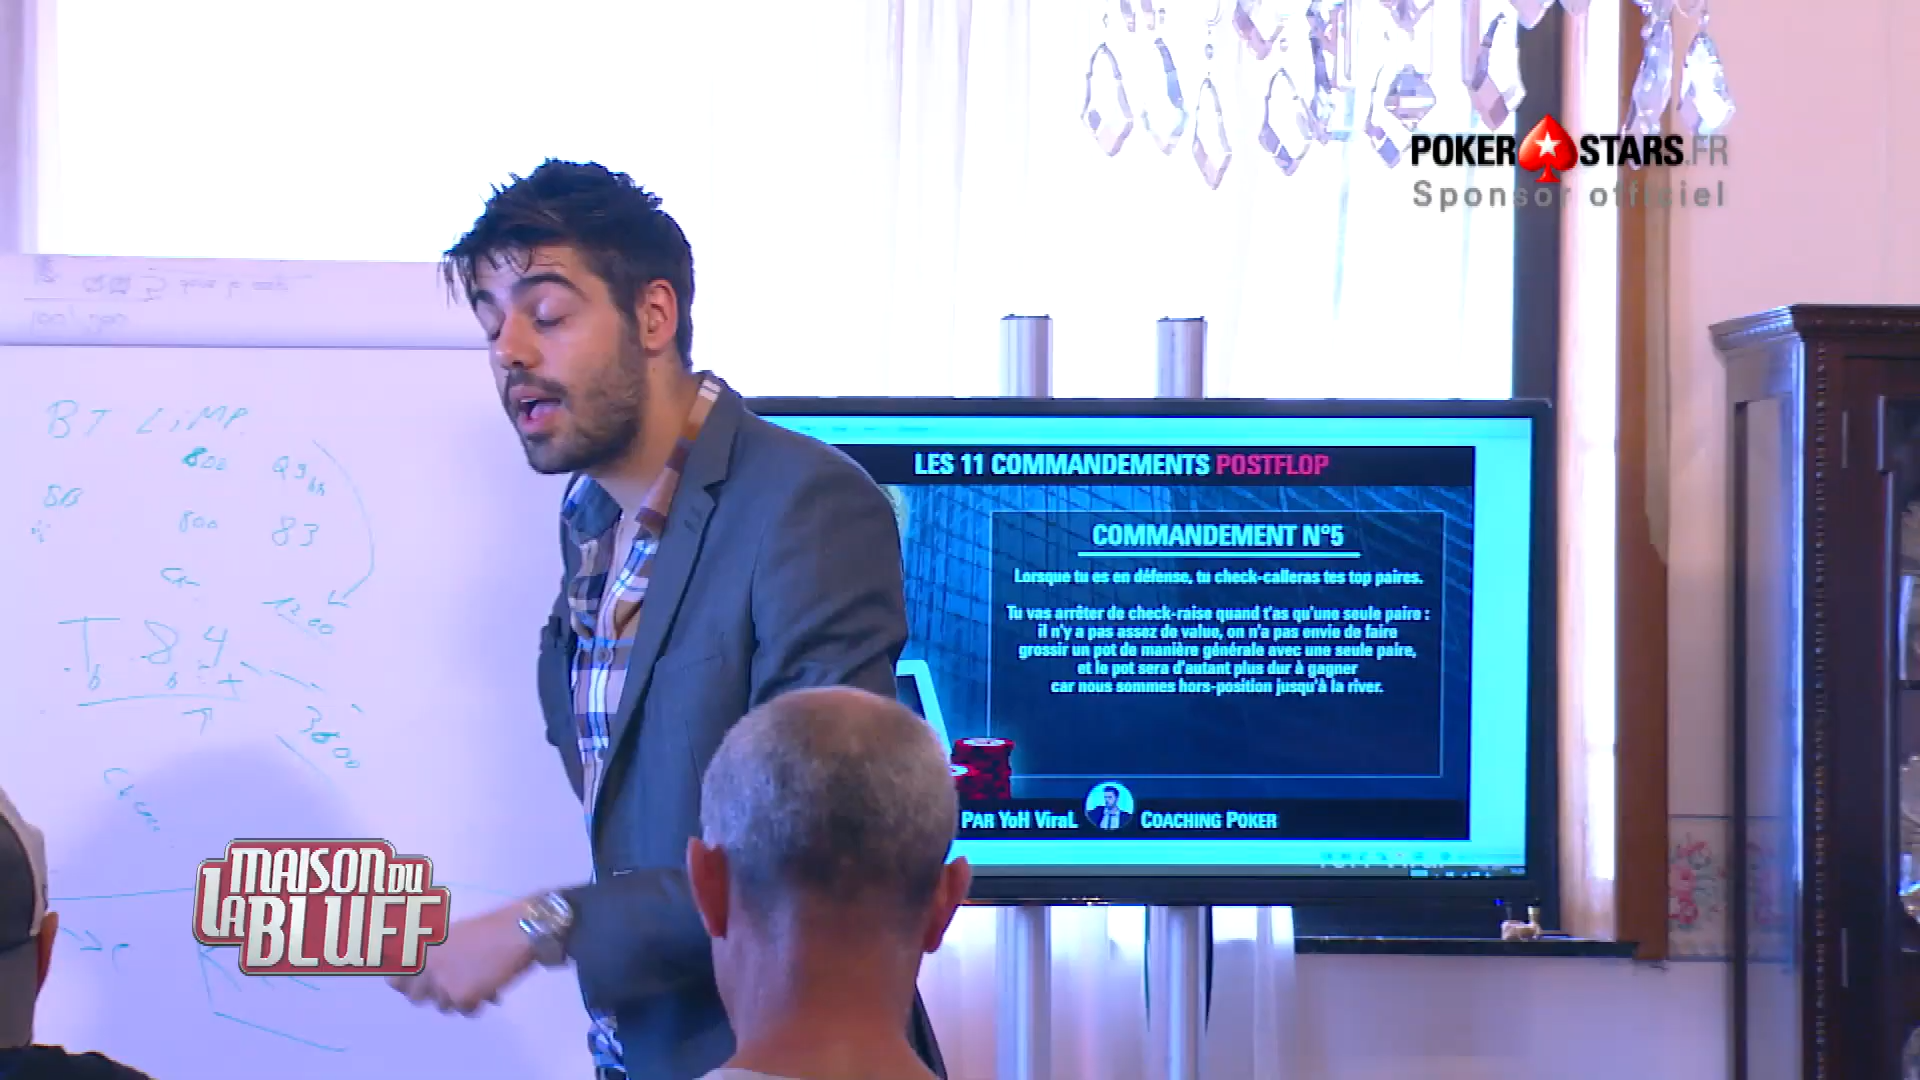 POKER STARS.FR
Sponsor officiel
BT LiMP
800 Q9
SB
800 83
1200
T 8 4
3600
LES 11 COMMANDEMENTS POSTFLOP
COMMANDEMENT N°5
Lorsque tu es en défense, tu check-calleras tes top paires.
Tu vas arrêter de check-raise quand t'as qu'une seule paire :
il n'y a pas assez de value, on n'a pas envie de faire
grossir un pot de manière générale avec une seule paire,
et le pot sera d'autant plus dur à gagner
car nous sommes hors-position jusqu'à la river.
PAR YoH ViraL COACHING POKER
MAISON DU
LA BLUFF